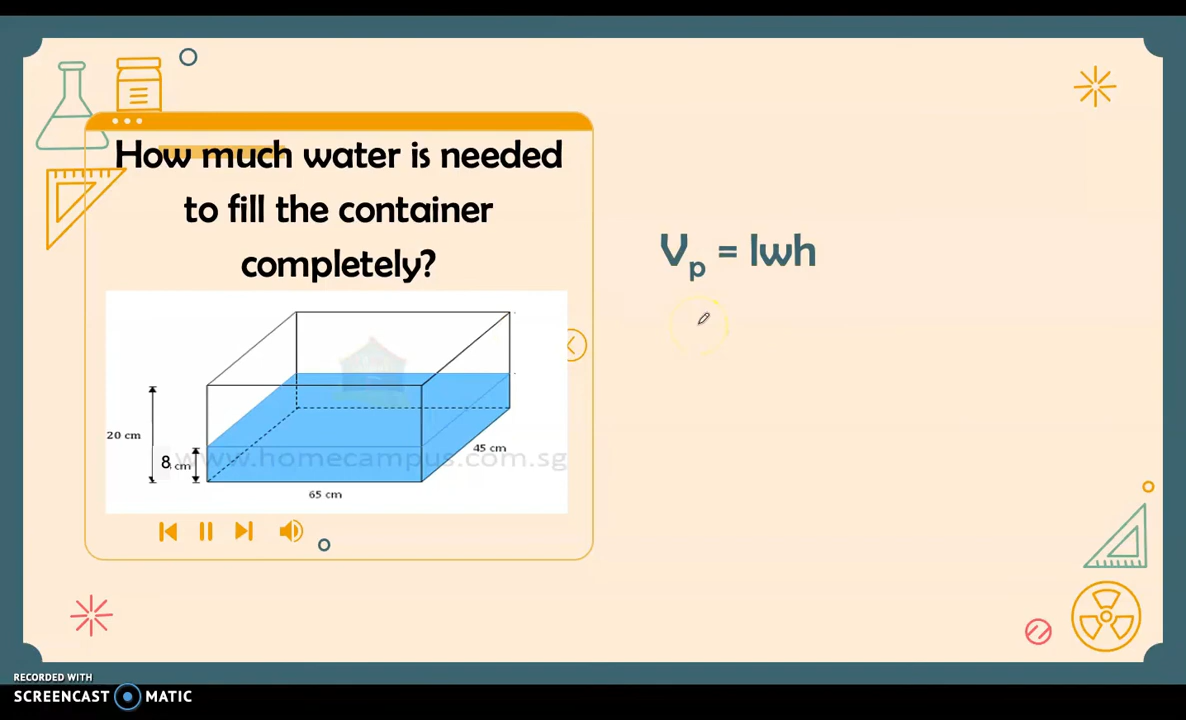 How much water is needed
to fill the container
completely?
Vp = lwh
20 cm
8 cm
45 cm
www.homecampus.com.sg
65 cm
RECORDED WITH
SCREENCAST MATIC